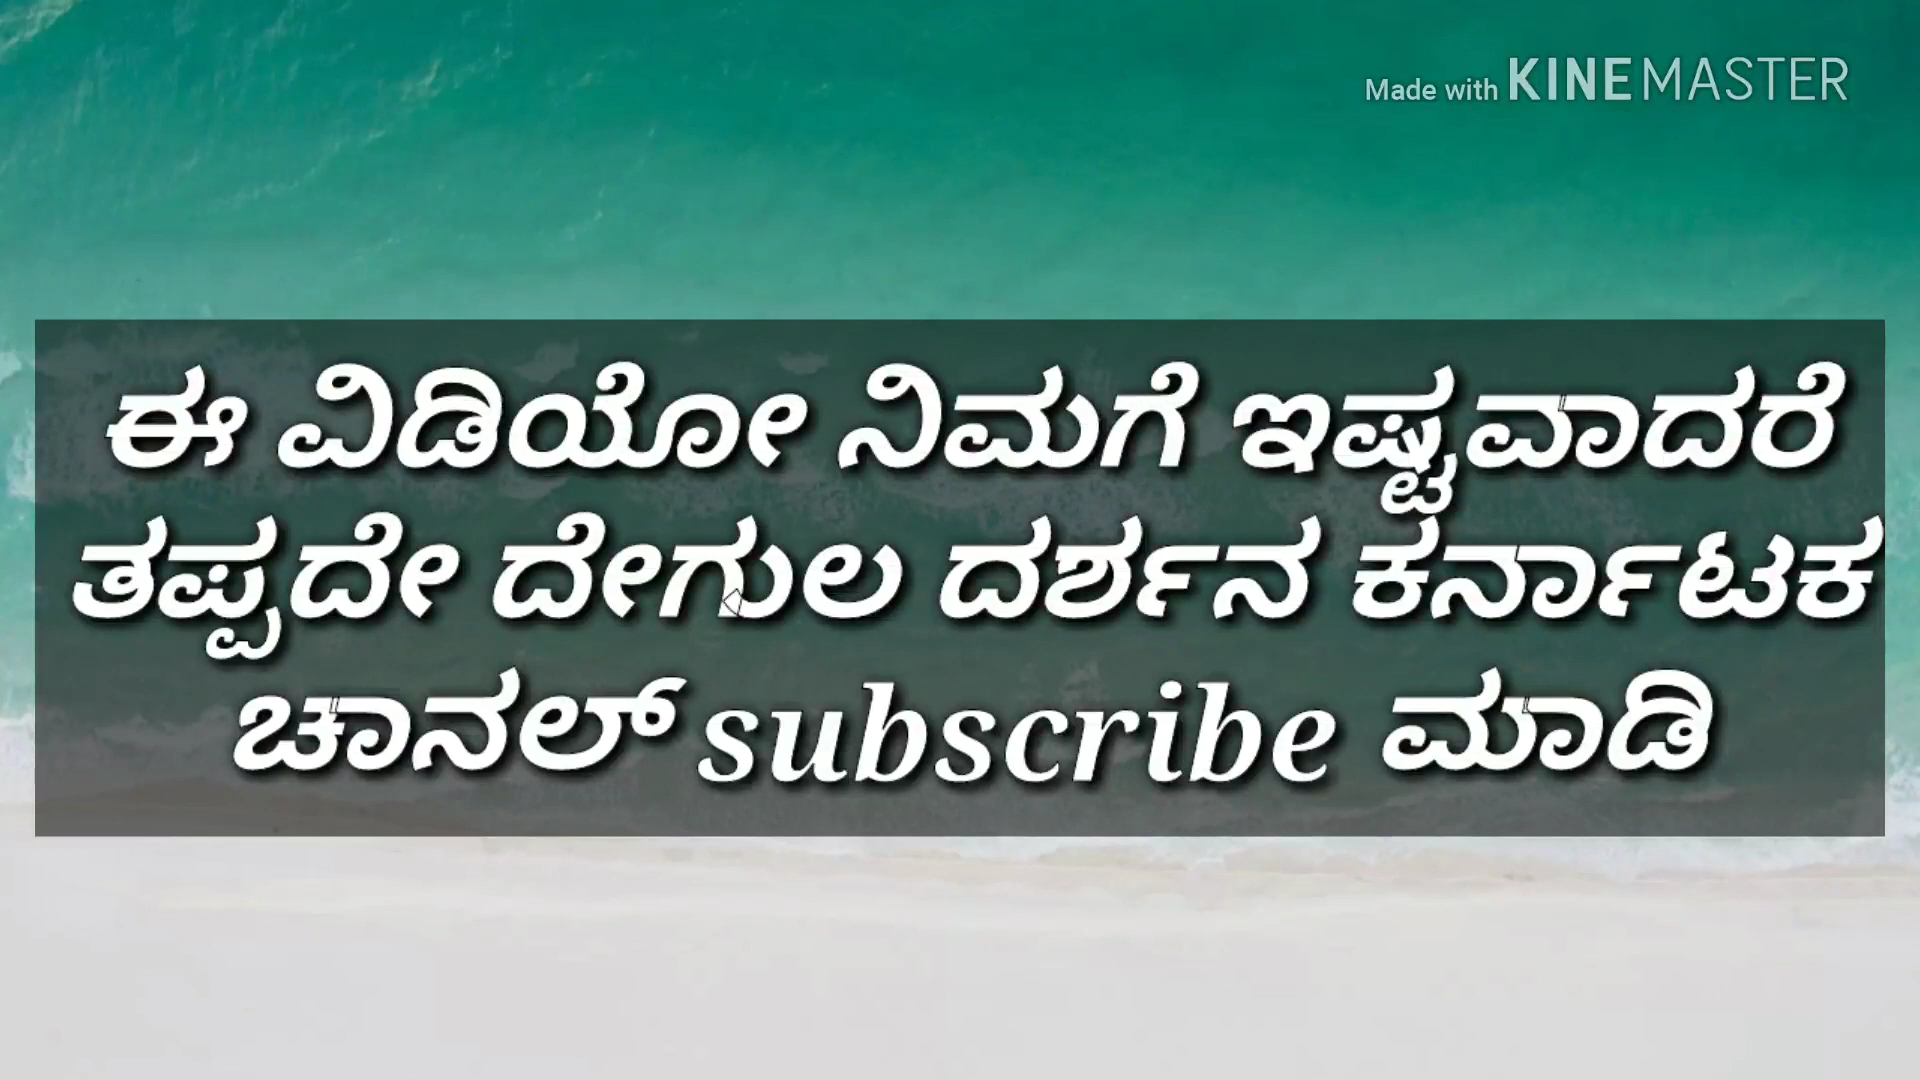 Made with KINEMASTER
ಈ ವಿಡಿಯೋ ನಿಮಗೆ ಇಷ್ಟವಾದರೆ
ತಪ್ಪದೇ ದೇಗುಲ ದರ್ಶನ ಕರ್ನಾಟಕ
ಚಾನಲ್ subscribe ಮಾಡಿ